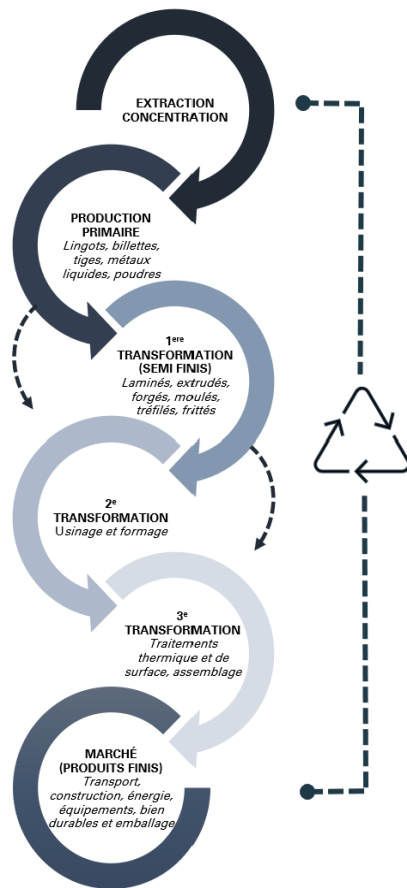 EXTRACTION
CONCENTRATION
PRODUCTION
PRIMAIRE
Lingots, billettes,
tiges, métaux
liquides, poudres
1ere
TRANSFORMATION
(SEMI FINIS)
Laminés, extrudés,
forgés, moulés,
tréfilés, frittés
2e
TRANSFORMATION
Usinage et formage
3e
TRANSFORMATION
Traitements
thermique et de
surface, assemblage
MARCHÉ
(PRODUITS FINIS)
Transport,
construction, énergie,
équipements, bien
durables et emballage